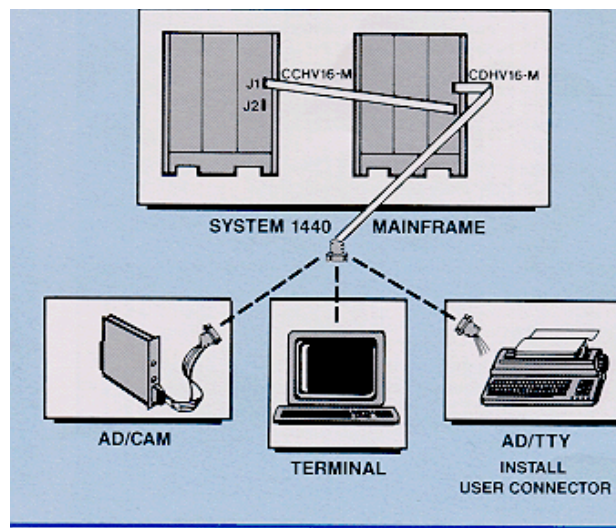 J1
CCHV16-M
CDHV16-M
J2
SYSTEM 1440 MAINFRAME
AD/CAM
TERMINAL
AD/TTY
INSTALL
USER CONNECTOR